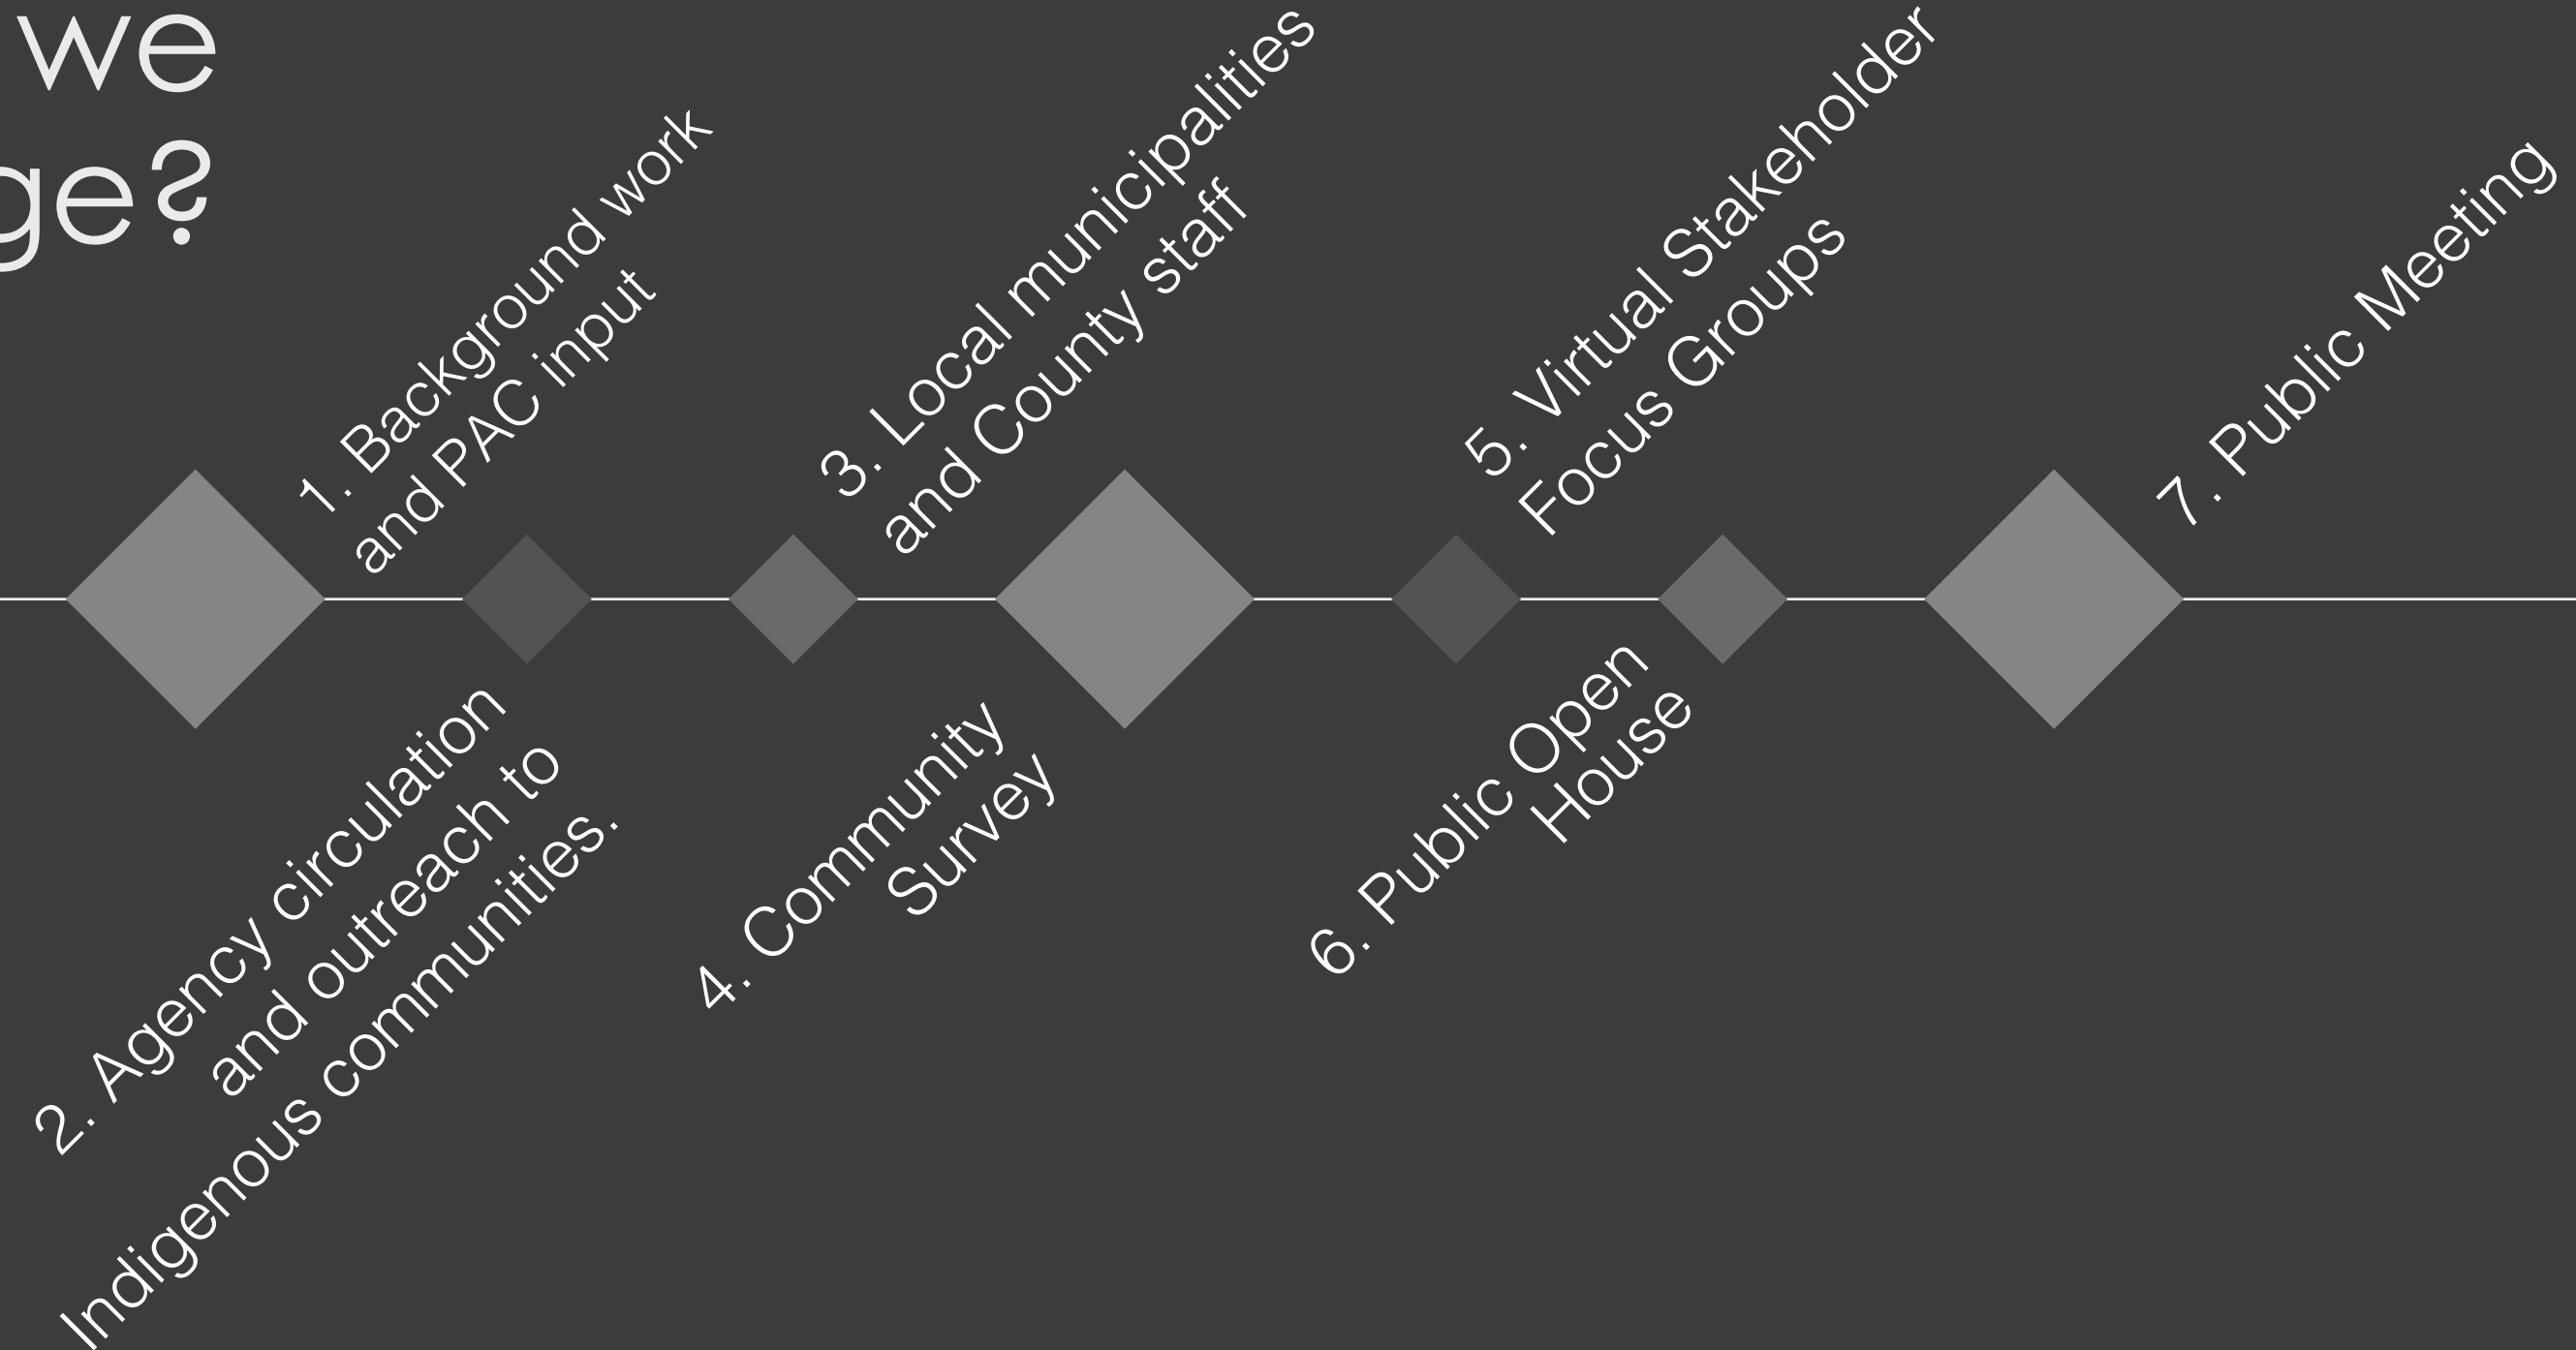 we
ge?
1. Background work
and PAC input
2. Agency circulation
and outreach to
Indigenous communities.
3. Local municipalities
and County staff
4. Community
Survey
5. Virtual Stakeholder
Focus Groups
6. Public Open
House
7. Public Meeting